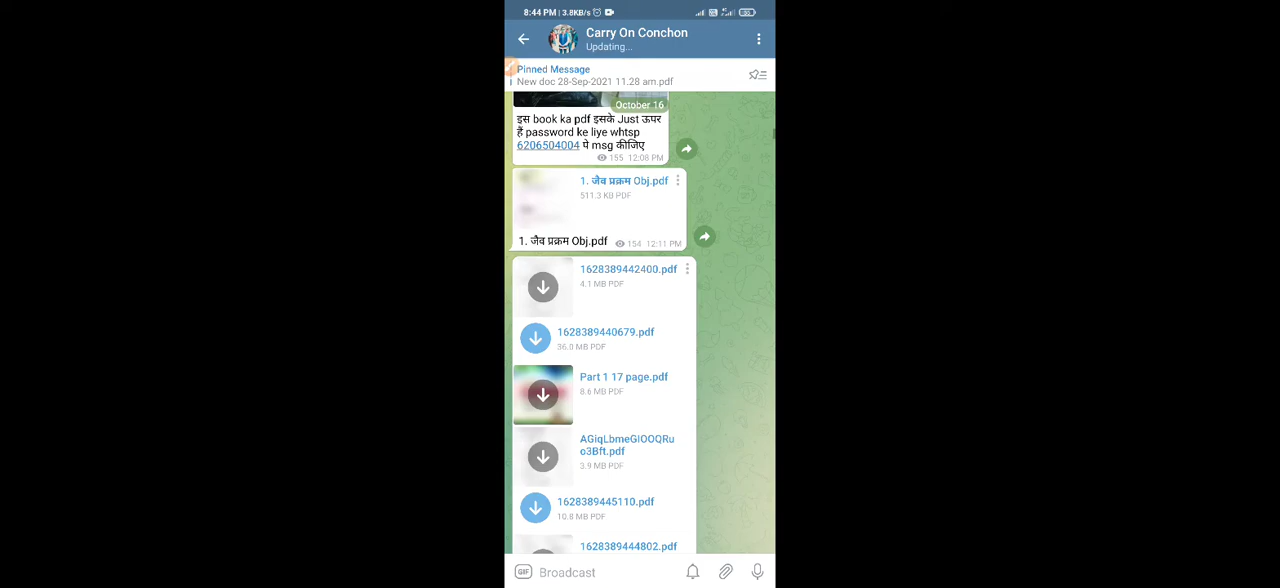 8:44 PM | 3.8KB/s
Carry On Conchon
Updating...
Pinned Message
New doc 28-Sep-2021 11.28 am.pdf
October 16
इस book ka pdf इसके Just ऊपर
हैं password ke liye whtsp
6206504004 पे msg कीजिए
155 12:08 PM
1. जैव प्रक्रम Obj.pdf
511.3 KB PDF
1. जैव प्रक्रम Obj.pdf
154 12:11 PM
1628389442400.pdf
4.1 MB PDF
1628389440679.pdf
36.0 MB PDF
Part 1 17 page.pdf
8.6 MB PDF
AGiqLbmeGIOOQRu
o3Bft.pdf
3.9 MB PDF
1628389445110.pdf
10.8 MB PDF
1628389444802.pdf
GIF Broadcast